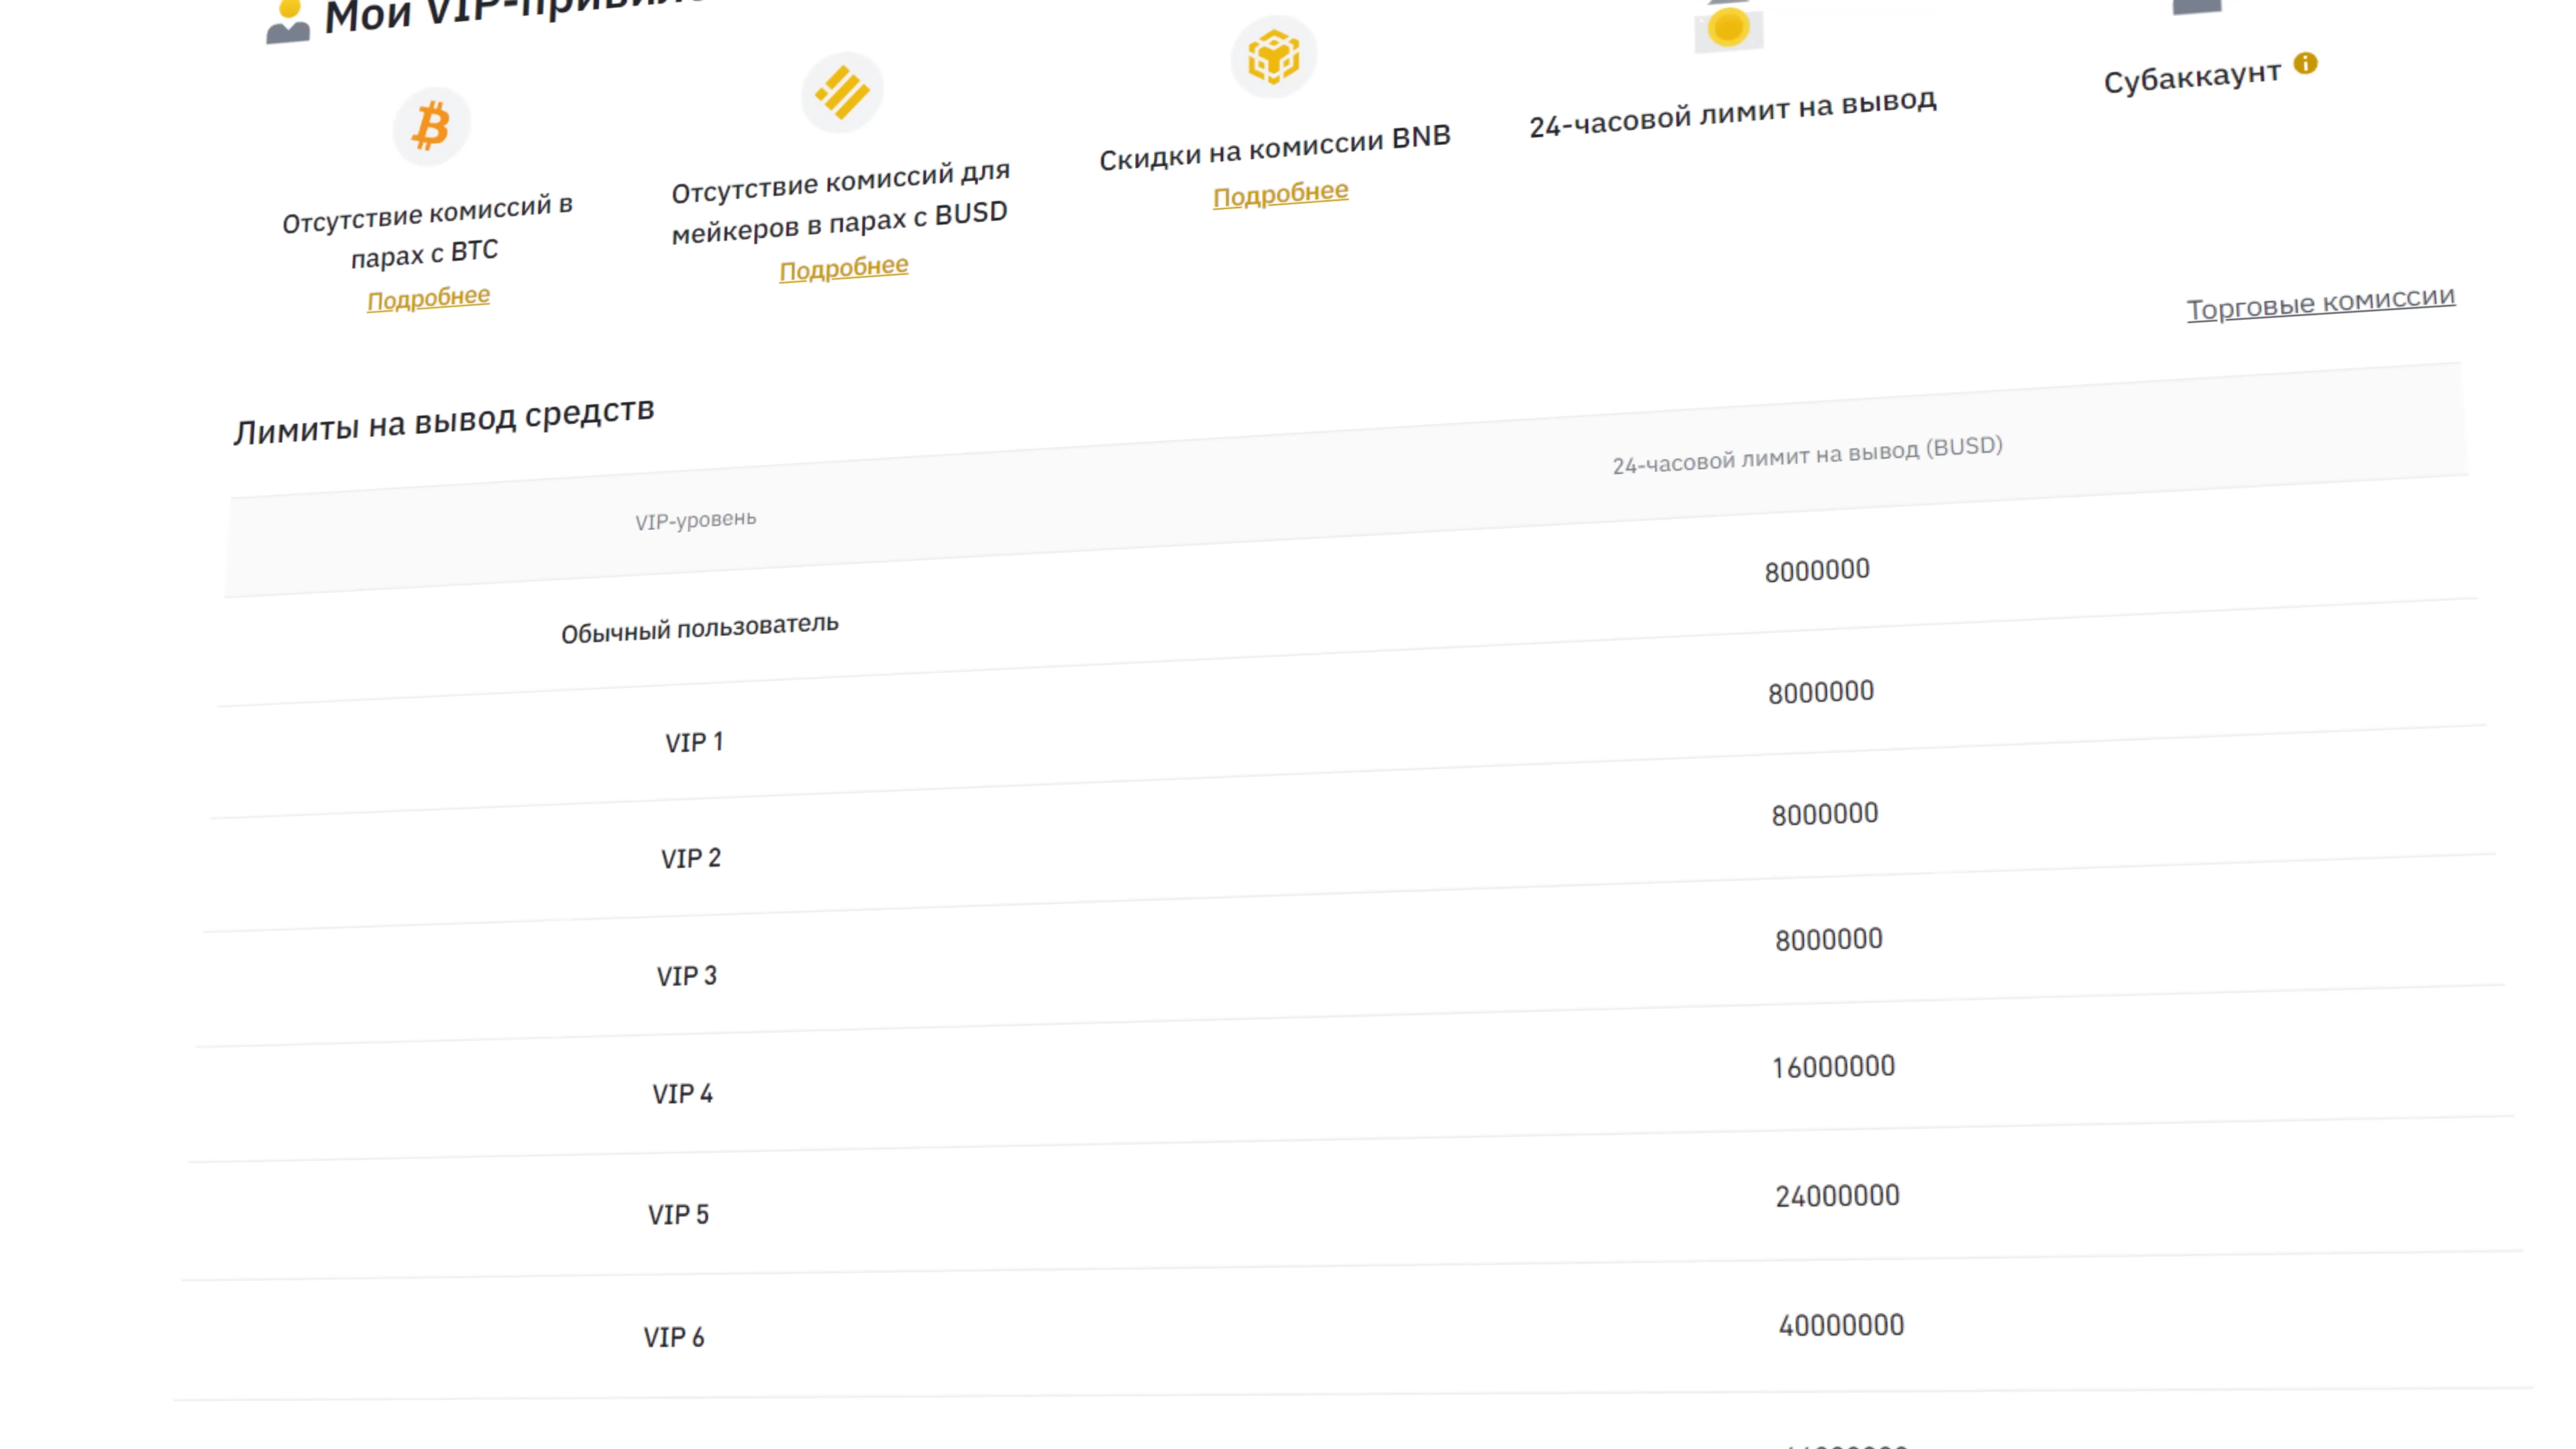 Мои VIP-
Отсутствие комиссий в
парах с BTC
Подробнее
Отсутствие комиссий для
мейкеров в парах с BUSD
Подробнее
Скидки на комиссии BNB
Подробнее
24-часовой лимит на вывод
Субаккаунт
Торговые комиссии
Лимиты на вывод средств
VIP-уровень 24-часовой лимит на вывод (BUSD)
Обычный пользователь 8000000
VIP 1 8000000
VIP 2 8000000
VIP 3 8000000
VIP 4 16000000
VIP 5 24000000
VIP 6 40000000